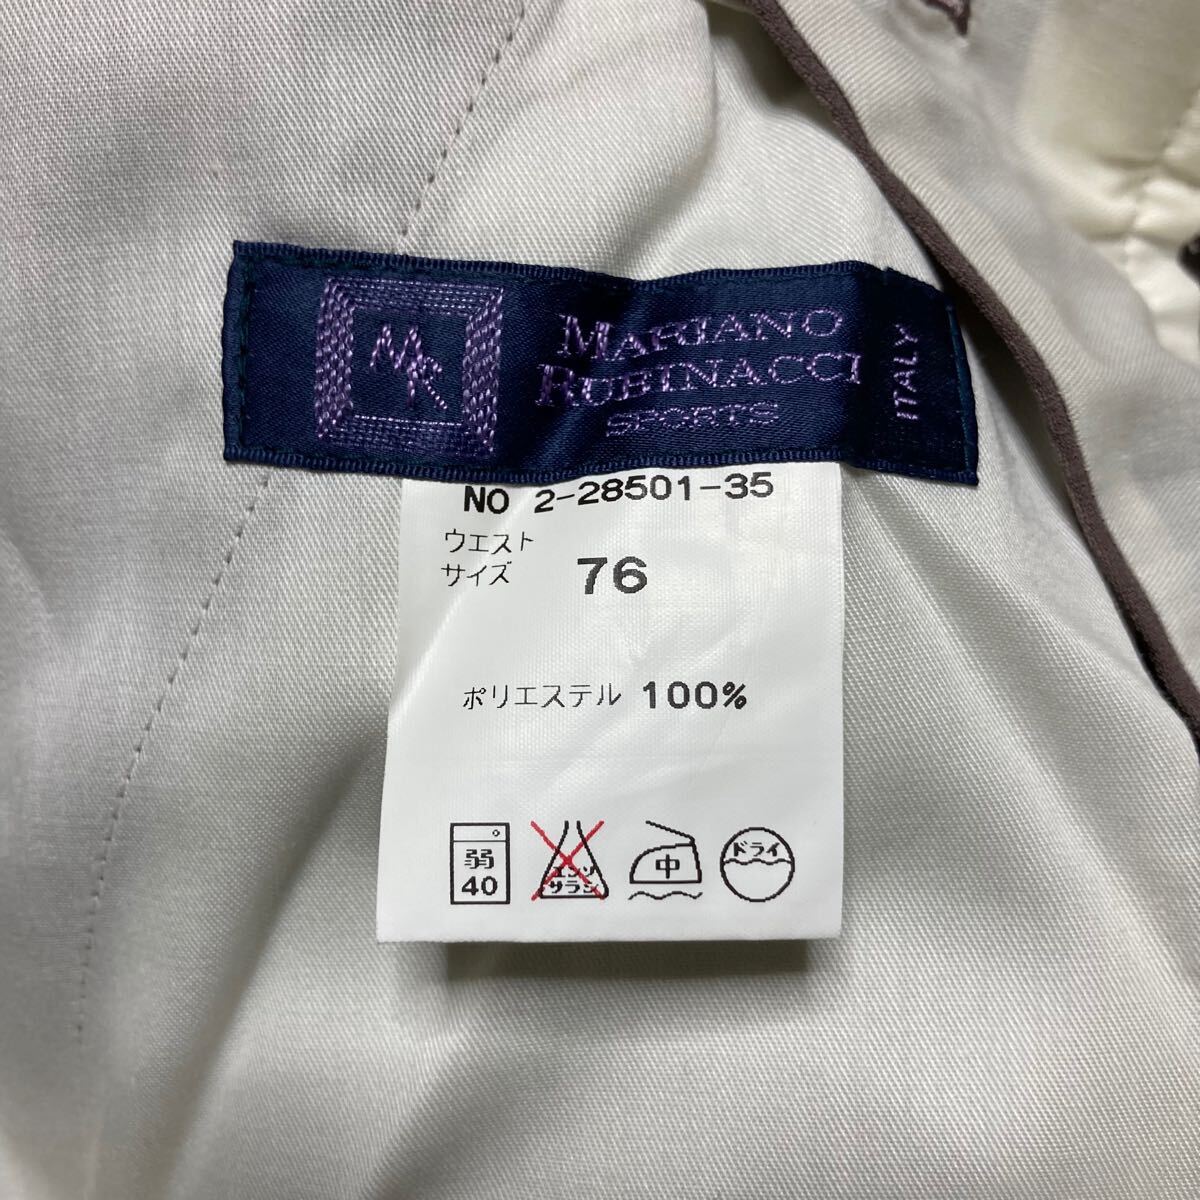 MR
MARIANO
RUBINACCI
SPORTS
ITALY
NO 2-28501-35
ウエスト
サイズ 76
ポリエステル 100%
弱
40
エンソ
サラシ
中
ドライ